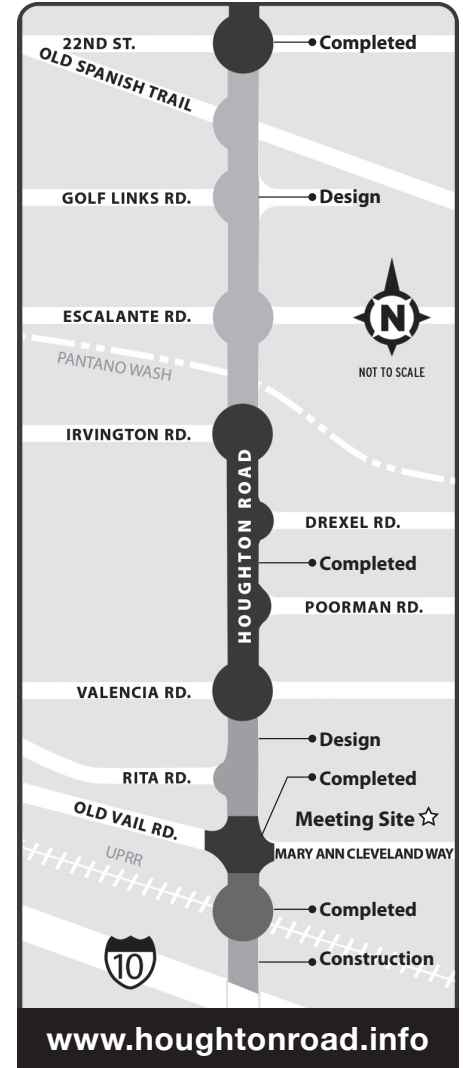 22ND ST.
Completed
OLD SPANISH TRAIL
GOLF LINKS RD.
Design
ESCALANTE RD.
N
NOT TO SCALE
PANTANO WASH
IRVINGTON RD.
HOUGHTON ROAD
DREXEL RD.
Completed
POORMAN RD.
VALENCIA RD.
Design
RITA RD.
Completed
OLD VAIL RD.
Meeting Site
MARY ANN CLEVELAND WAY
UPRR
Completed
10
Construction
www.houghtonroad.info